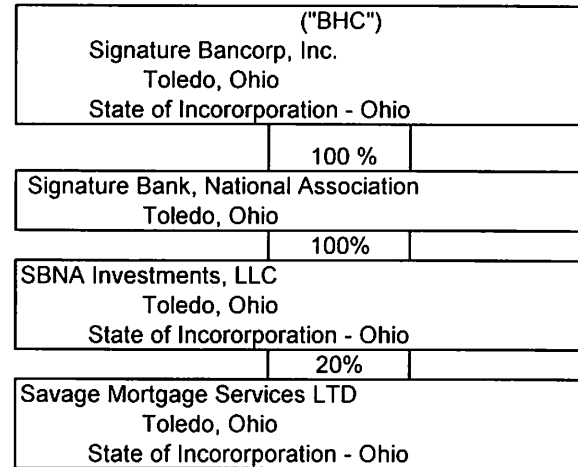 ("BHC")
Signature Bancorp, Inc.
Toledo, Ohio
State of Incororporation - Ohio
100 %
Signature Bank, National Association
Toledo, Ohio
100%
SBNA Investments, LLC
Toledo, Ohio
State of Incororporation - Ohio
20%
Savage Mortgage Services LTD
Toledo, Ohio
State of Incororporation - Ohio